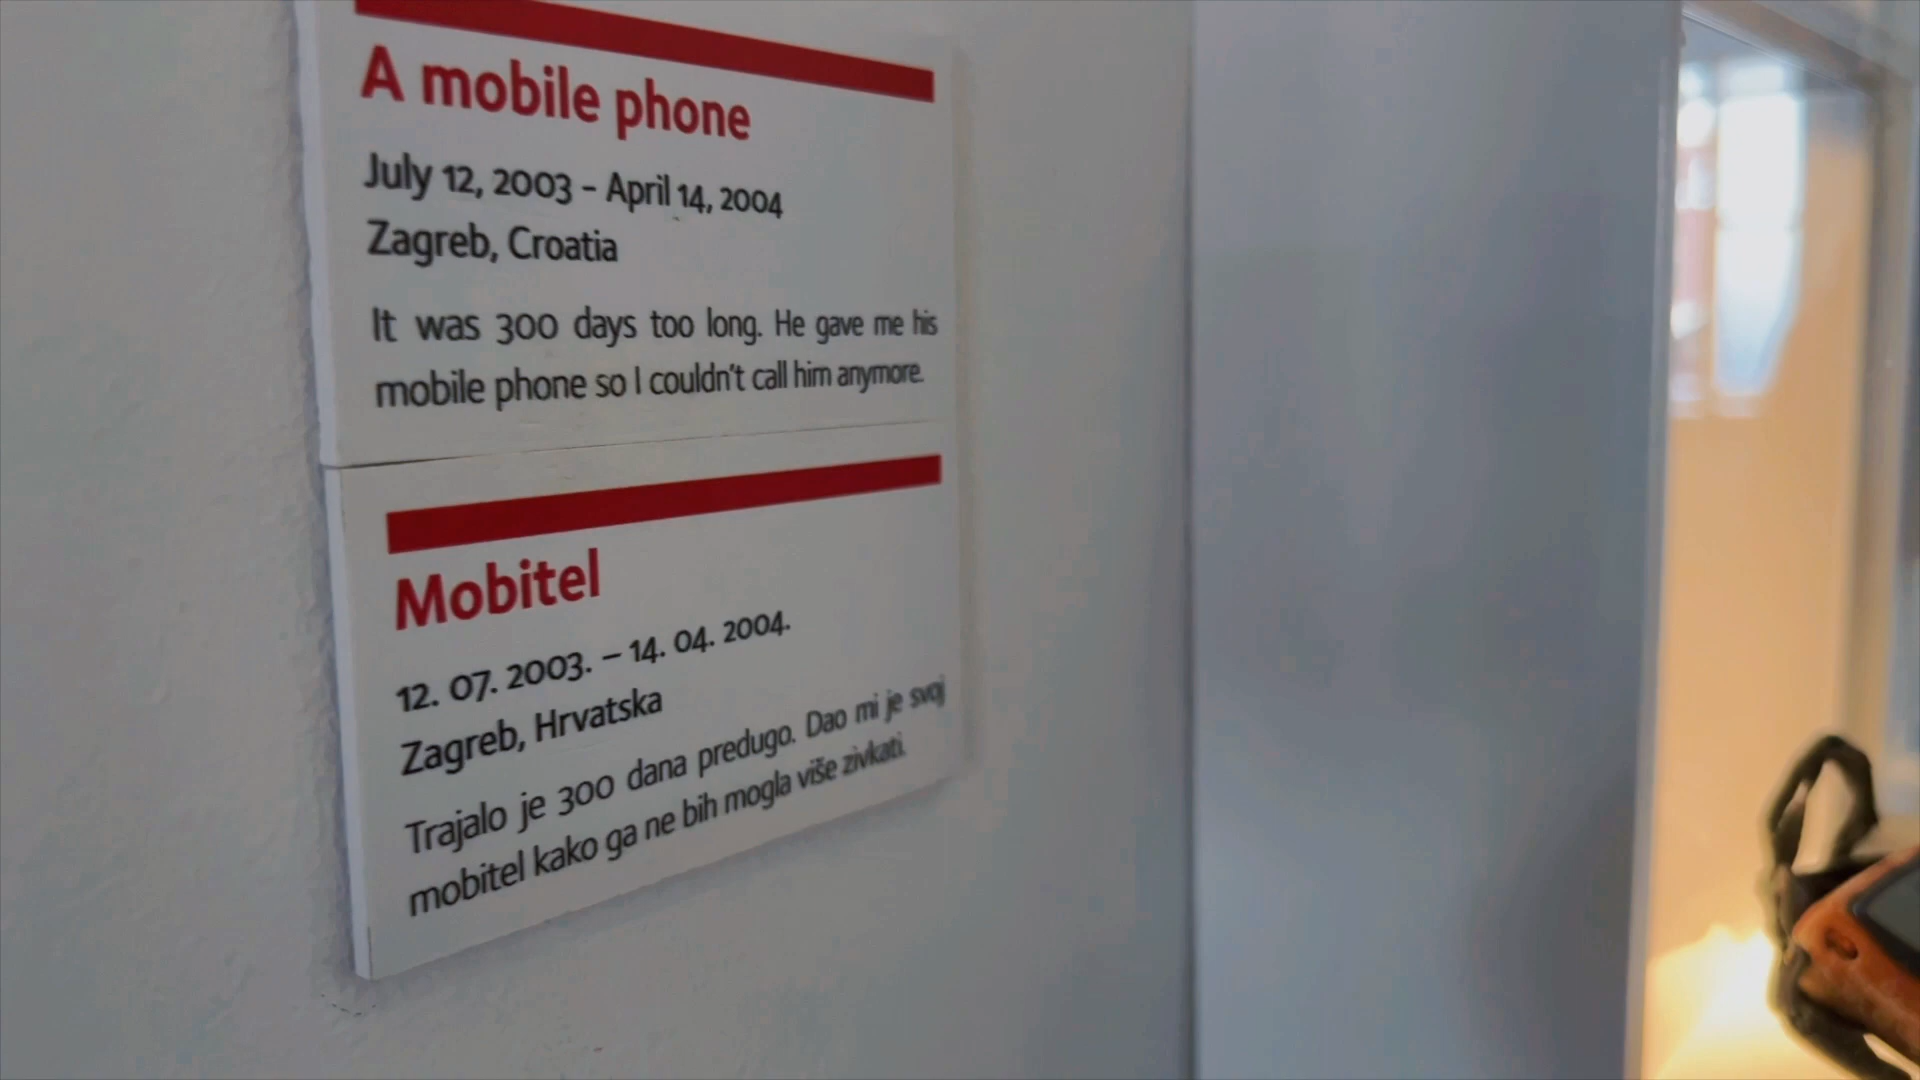 A mobile phone
July 12, 2003 – April 14, 2004
Zagreb, Croatia
It was 300 days too long. He gave me his
mobile phone so I couldn't call him anymore.
Mobitel
12. 07. 2003. – 14. 04. 2004.
Zagreb, Hrvatska
Trajalo je 300 dana predugo. Dao mi je svoj
mobitel kako ga ne bih mogla više zivkati.